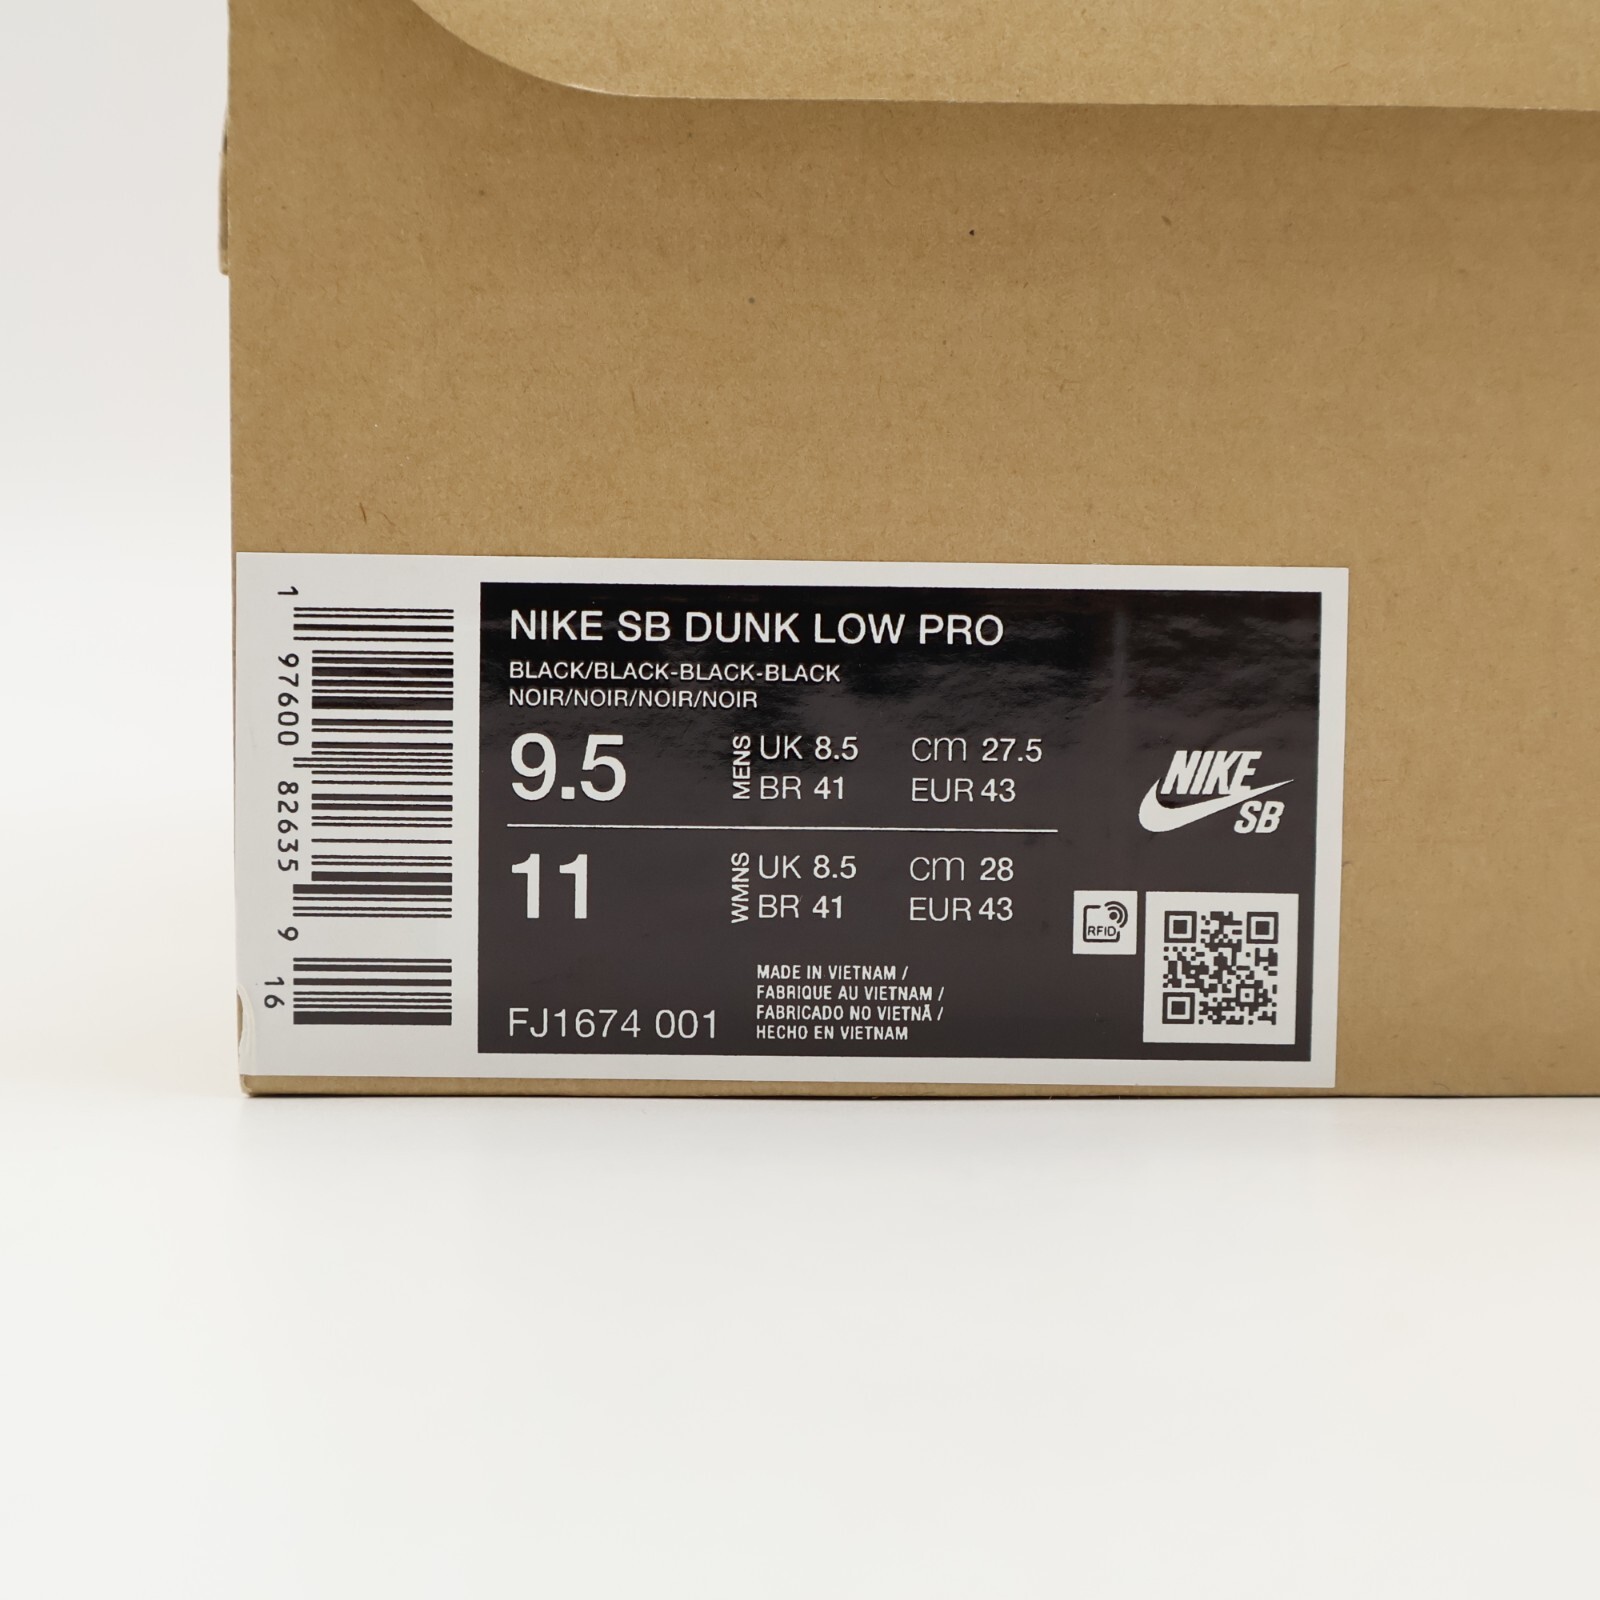 NIKE SB DUNK LOW PRO
BLACK/BLACK-BLACK-BLACK
NOIR/NOIR/NOIR/NOIR
9.5 MENS UK 8.5 cm 27.5
BR 41 EUR 43
11 WMNS UK 8.5 cm 28
BR 41 EUR 43
FJ1674 001
MADE IN VIETNAM /
FABRIQUE AU VIETNAM /
FABRICADO NO VIETNÃ /
HECHO EN VIETNAM
NIKE
SB
RFID
1 97600 82635 9 16